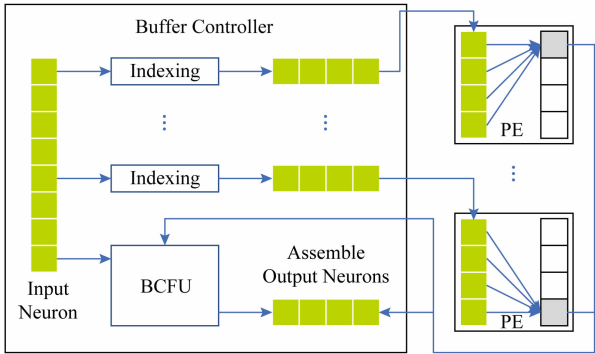 Buffer Controller
Indexing
PE
Indexing
Input
Neuron
BCFU
Assemble
Output Neurons
PE